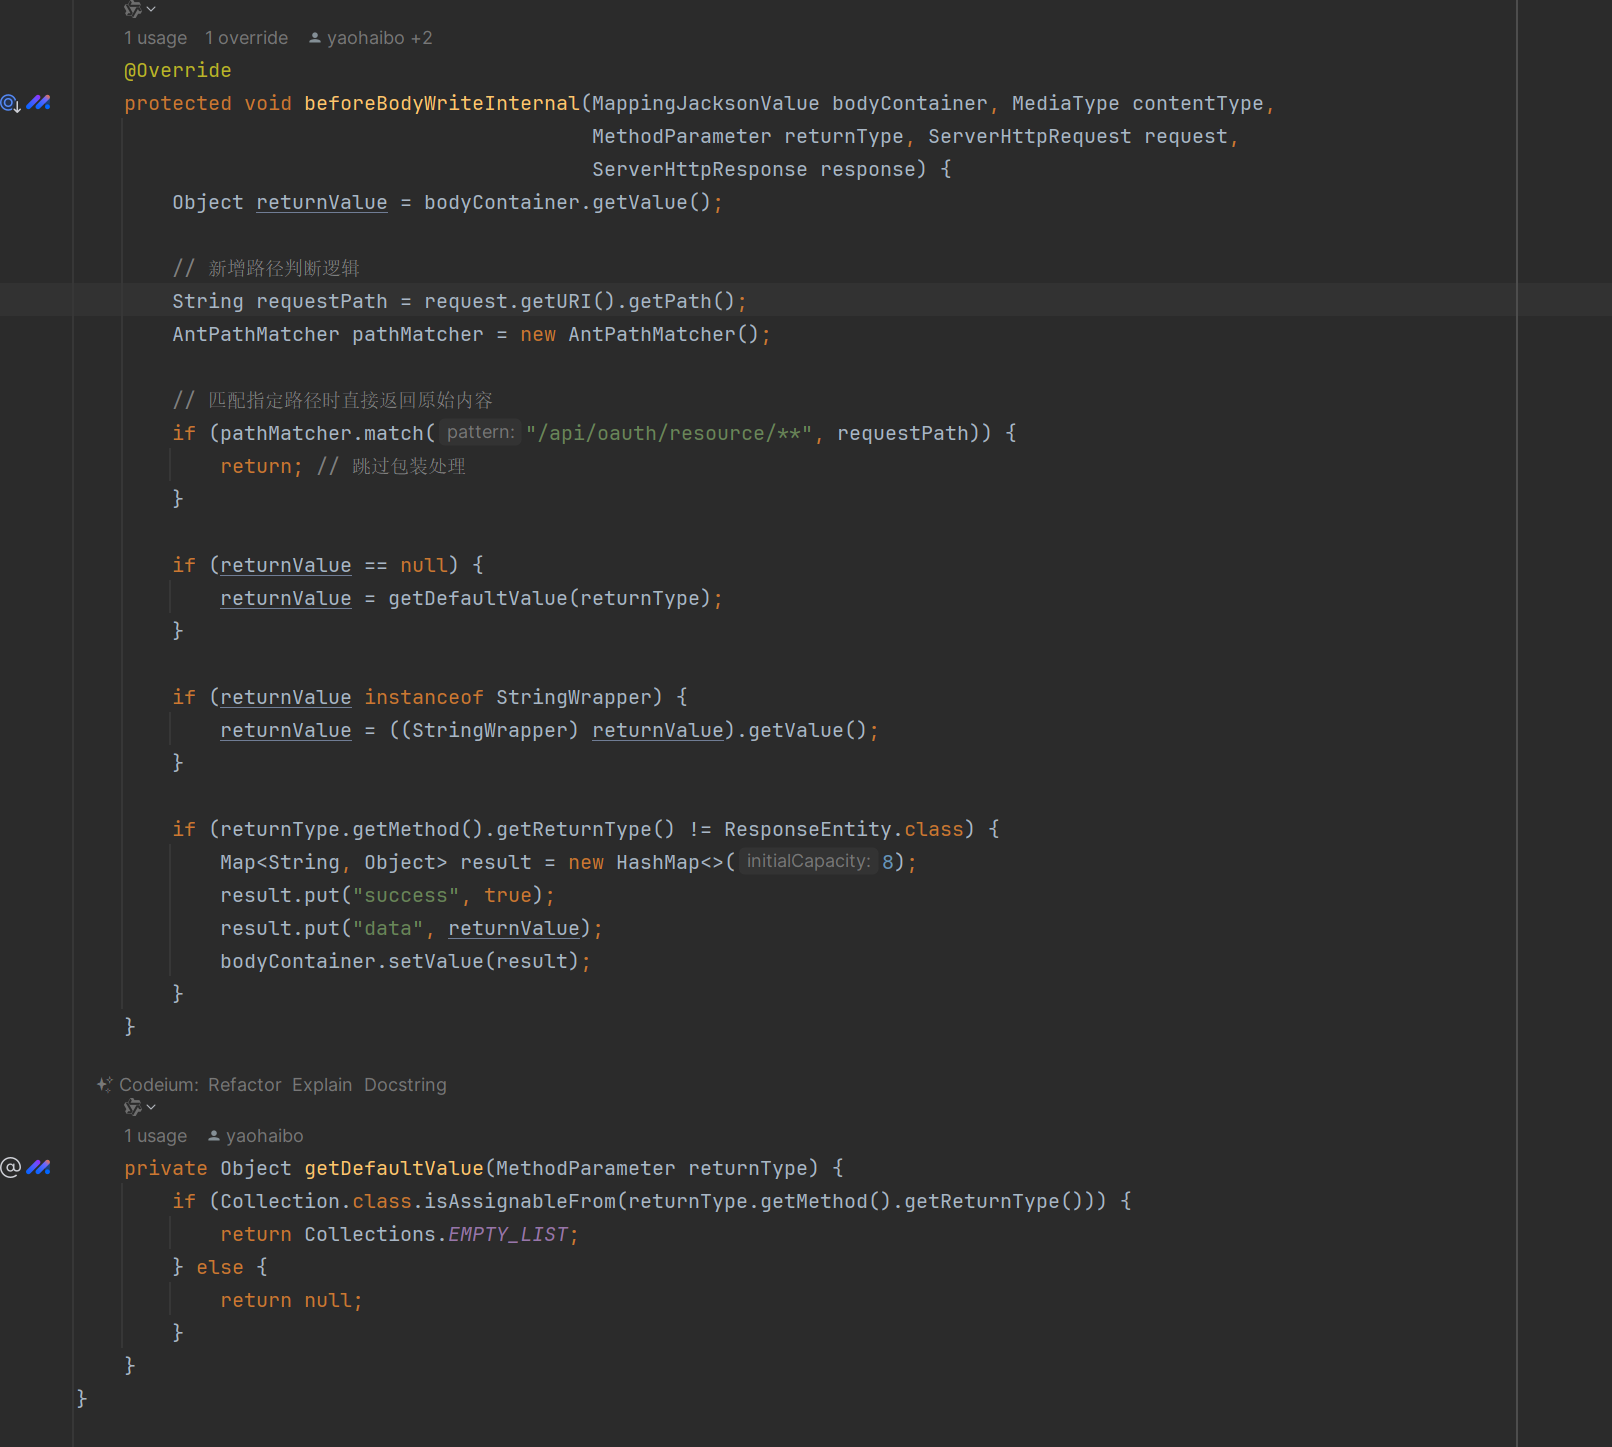 1 usage   1 override   yaohaibo +2
@Override
protected void beforeBodyWriteInternal(MappingJacksonValue bodyContainer, MediaType contentType,
                                       MethodParameter returnType, ServerHttpRequest request,
                                       ServerHttpResponse response) {
    Object returnValue = bodyContainer.getValue();
    // 新增路径判断逻辑
    String requestPath = request.getURI().getPath();
    AntPathMatcher pathMatcher = new AntPathMatcher();
    // 匹配指定路径时直接返回原始内容
    if (pathMatcher.match( pattern: "/api/oauth/resource/**", requestPath)) {
        return; // 跳过包装处理
    }
    if (returnValue == null) {
        returnValue = getDefaultValue(returnType);
    }
    if (returnValue instanceof StringWrapper) {
        returnValue = ((StringWrapper) returnValue).getValue();
    }
    if (returnType.getMethod().getReturnType() != ResponseEntity.class) {
        Map<String, Object> result = new HashMap<>( initialCapacity: 8);
        result.put("success", true);
        result.put("data", returnValue);
        bodyContainer.setValue(result);
    }
}
Codeium: Refactor Explain Docstring
1 usage   yaohaibo
@
private Object getDefaultValue(MethodParameter returnType) {
    if (Collection.class.isAssignableFrom(returnType.getMethod().getReturnType())) {
        return Collections.EMPTY_LIST;
    } else {
        return null;
    }
}
}